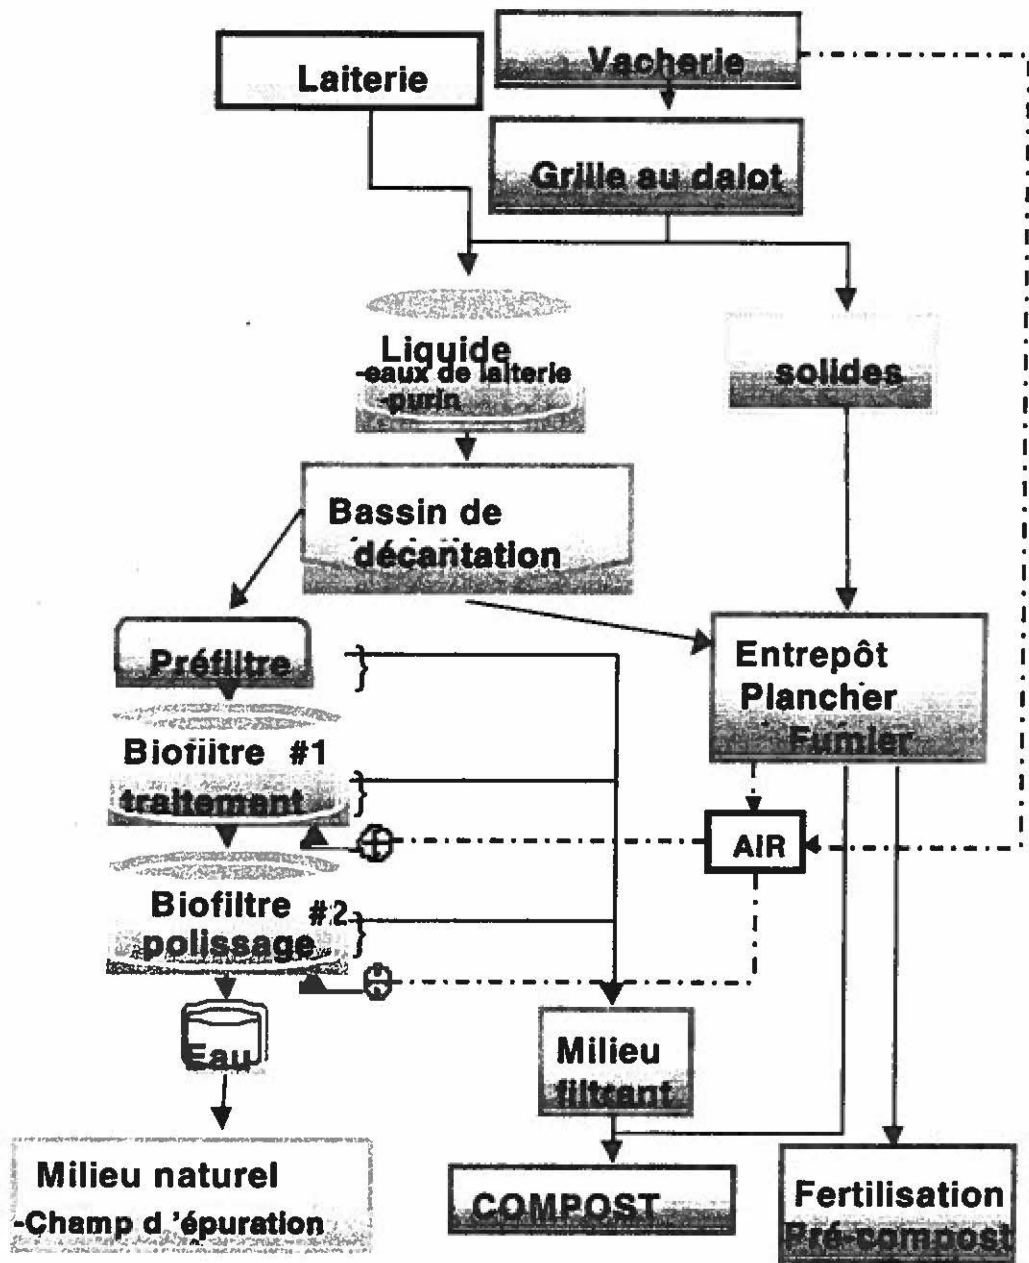 Laiterie
Vacherie
Grille au dalot
Liquide
-eaux de laiterie
-purin
solides
Bassin de
décantation
Préfiltre
Entrepôt
Plancher
Fumier
Biofiltre #1
traitement
AIR
Biofiltre #2
polissage
Eau
Milieu
filtrant
Milieu naturel
-Champ d 'épuration
COMPOST
Fertilisation
Pré-compost